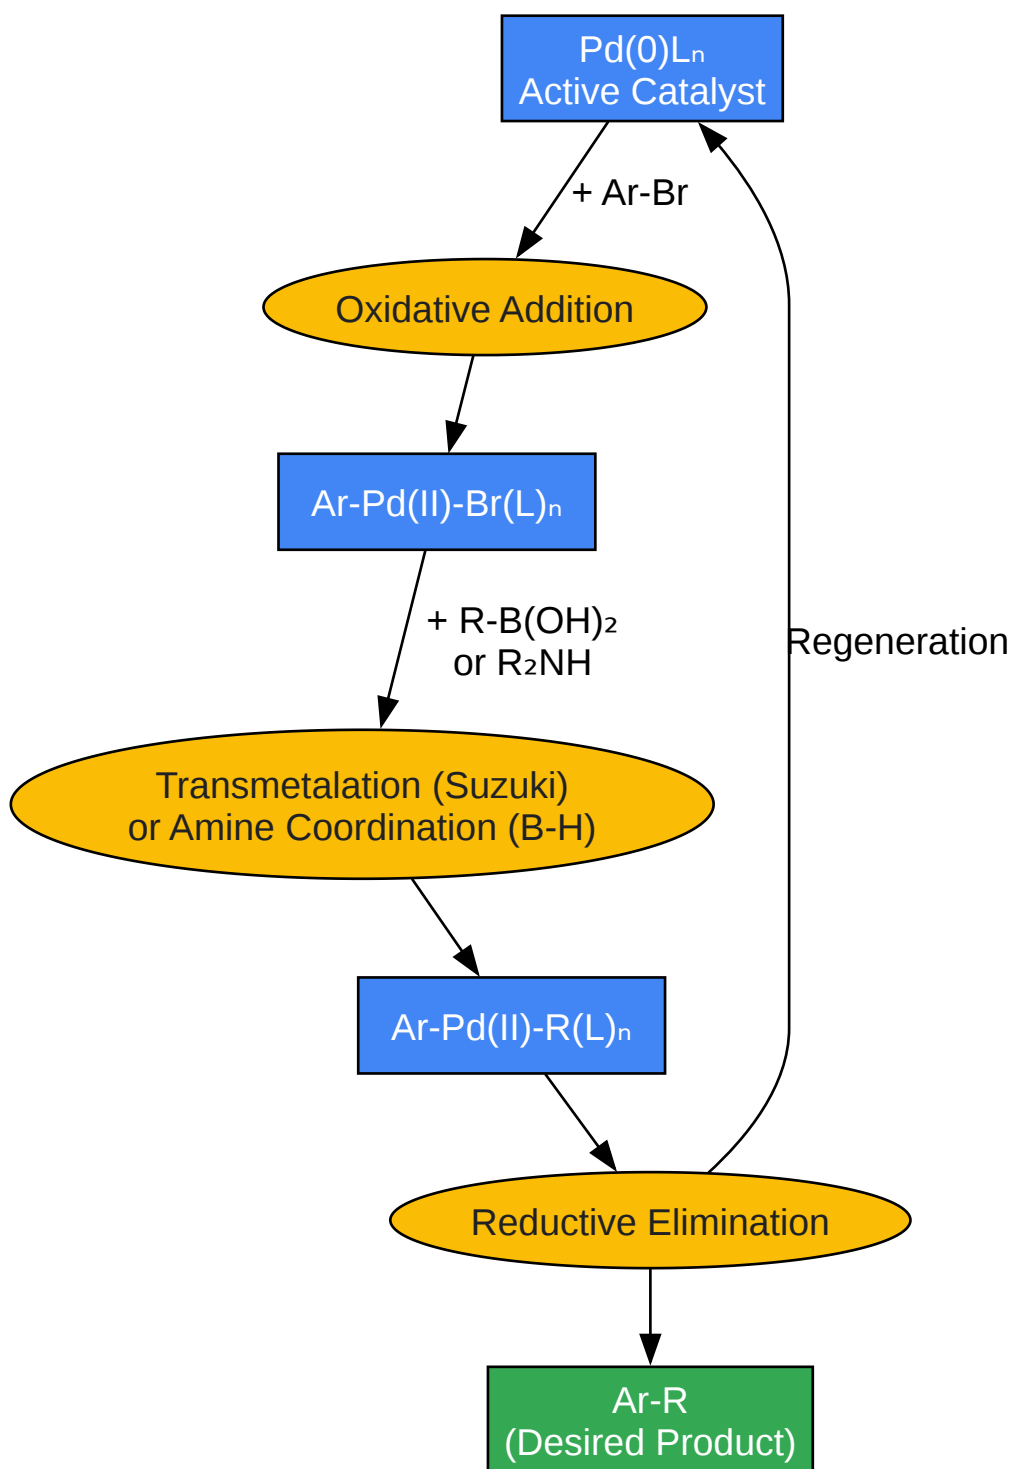 Pd(0)Lₙ
Active Catalyst
+ Ar-Br
Oxidative Addition
Ar-Pd(II)-Br(L)ₙ
+ R-B(OH)₂
or R₂NH
Regeneration
Transmetalation (Suzuki)
or Amine Coordination (B-H)
Ar-Pd(II)-R(L)ₙ
Reductive Elimination
Ar-R
(Desired Product)